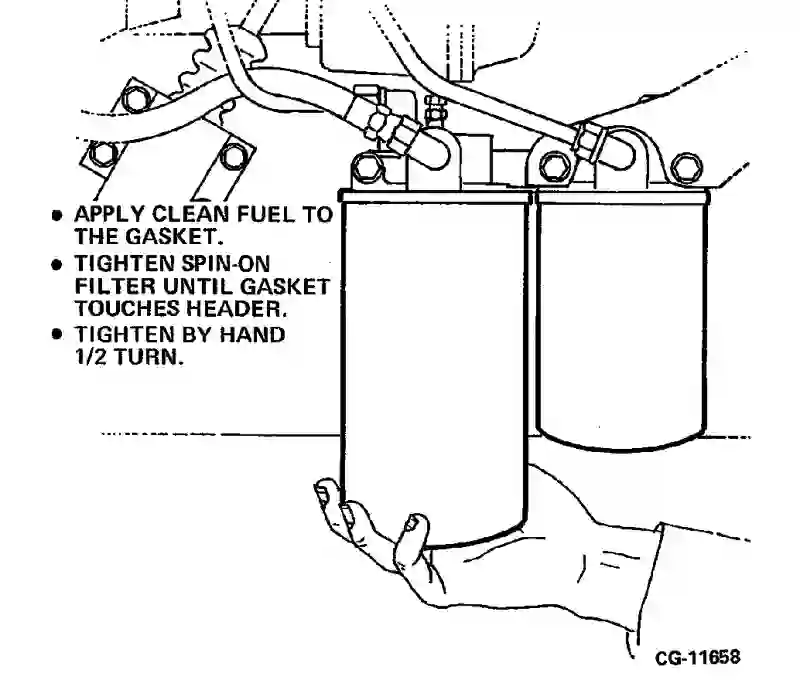 • APPLY CLEAN FUEL TO
THE GASKET.
• TIGHTEN SPIN-ON
FILTER UNTIL GASKET
TOUCHES HEADER.
• TIGHTEN BY HAND
1/2 TURN.
CG-11658